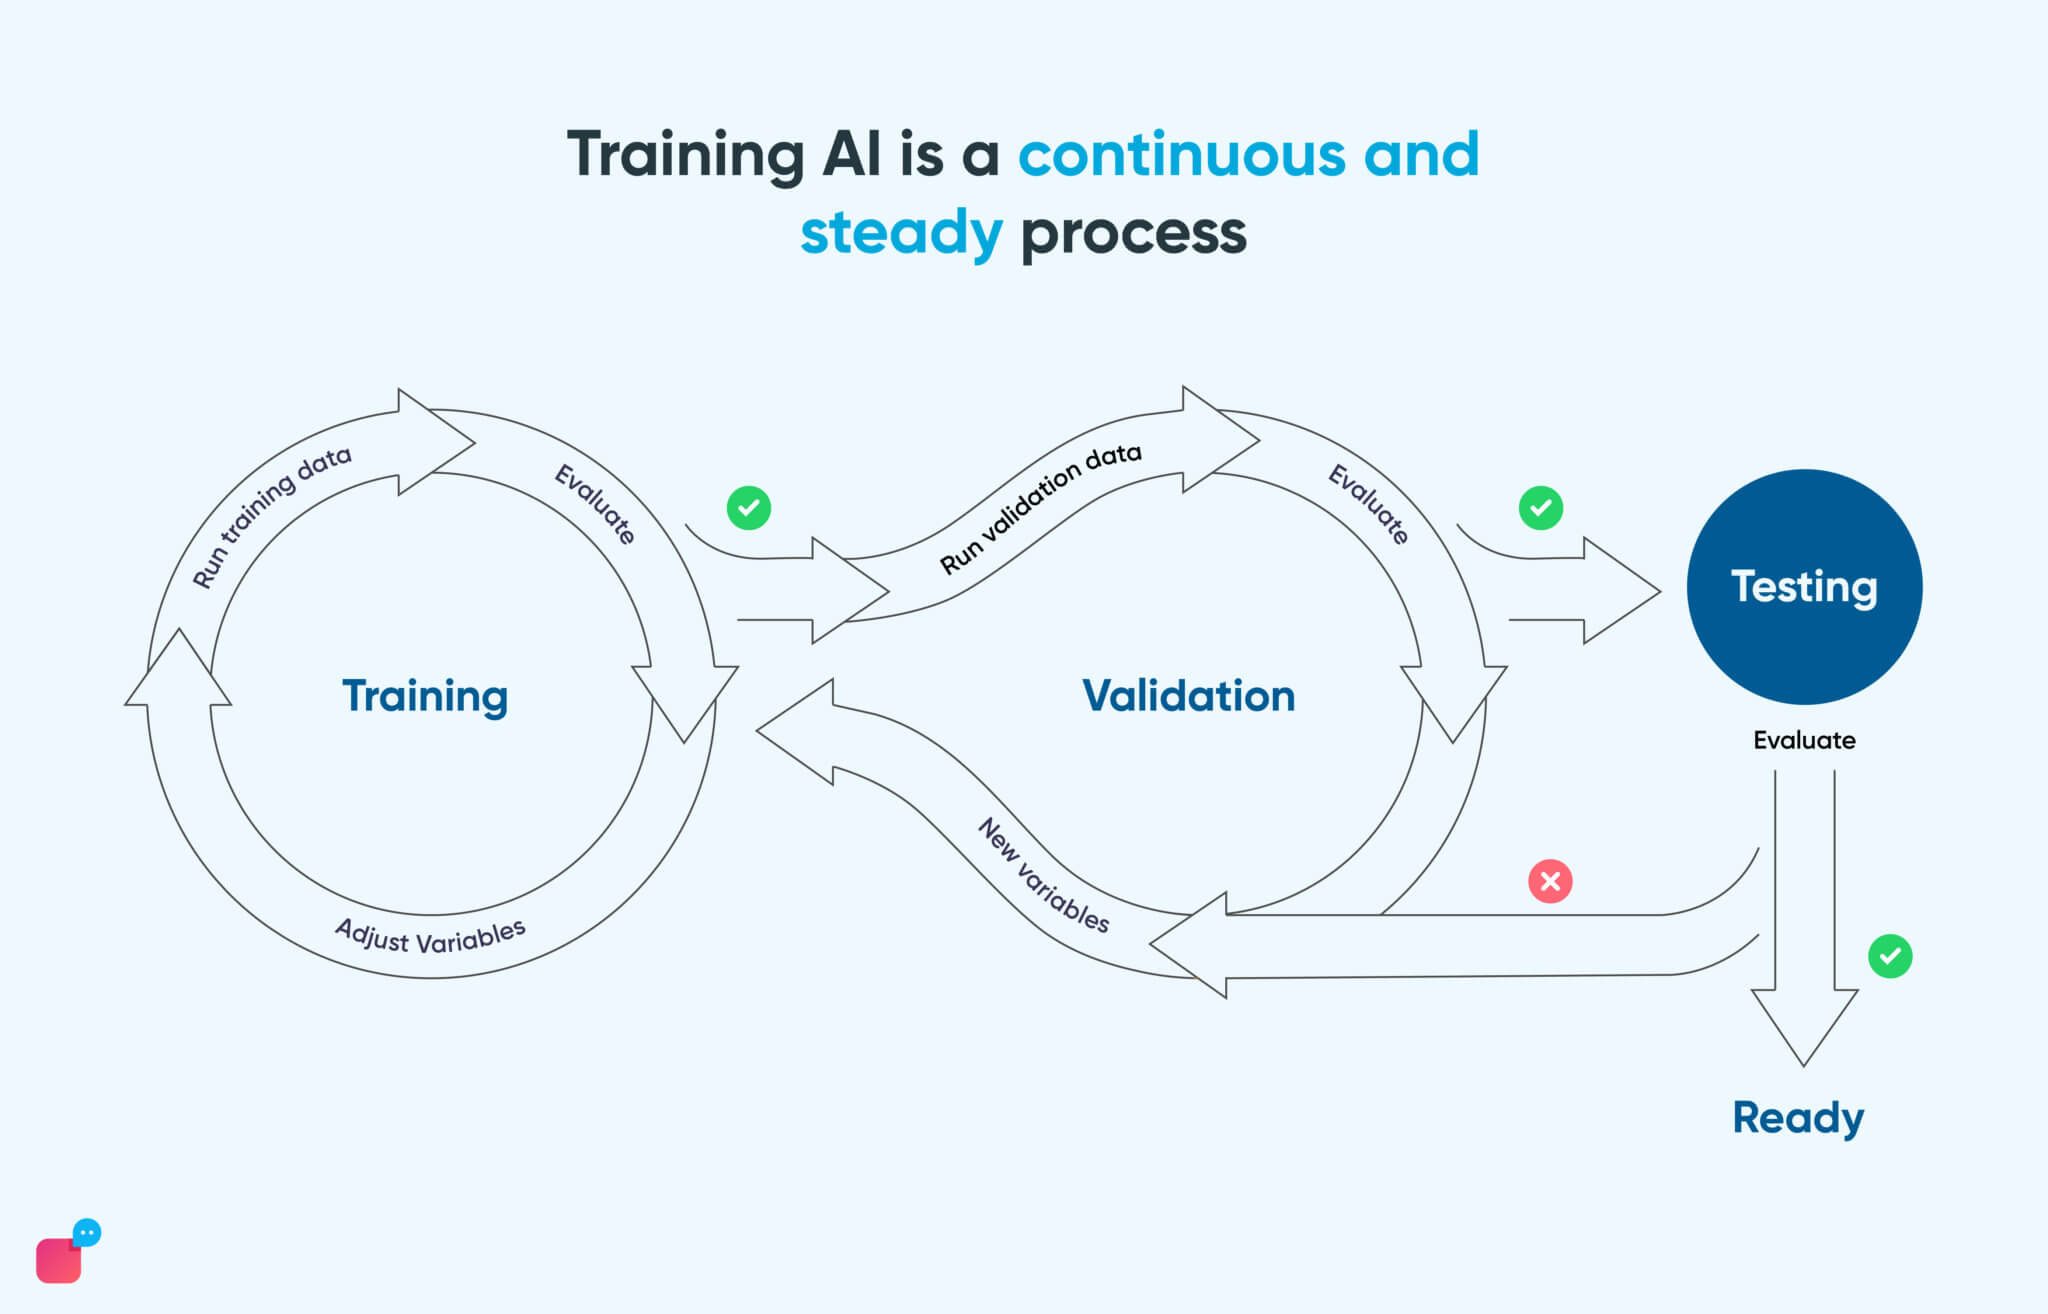 Training AI is a continuous and
steady process
Run training data
Evaluate
Training
Adjust Variables
Run validation data
Evaluate
Validation
New variables
Testing
Evaluate
Ready